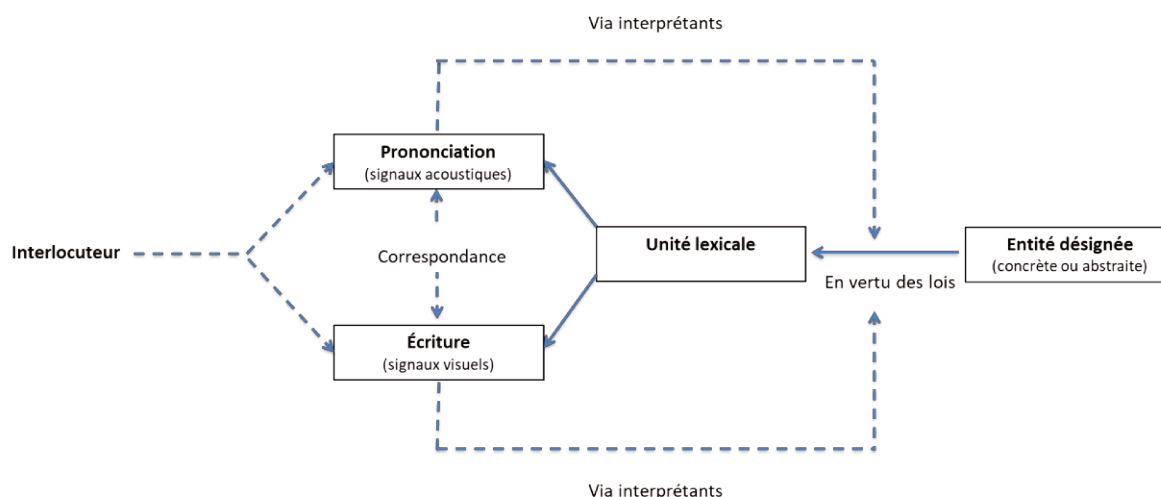 Via interprétants
Prononciation
(signaux acoustiques)
Interlocuteur
Correspondance
Unité lexicale
Entité désignée
(concrète ou abstraite)
En vertu des lois
Écriture
(signaux visuels)
Via interprétants